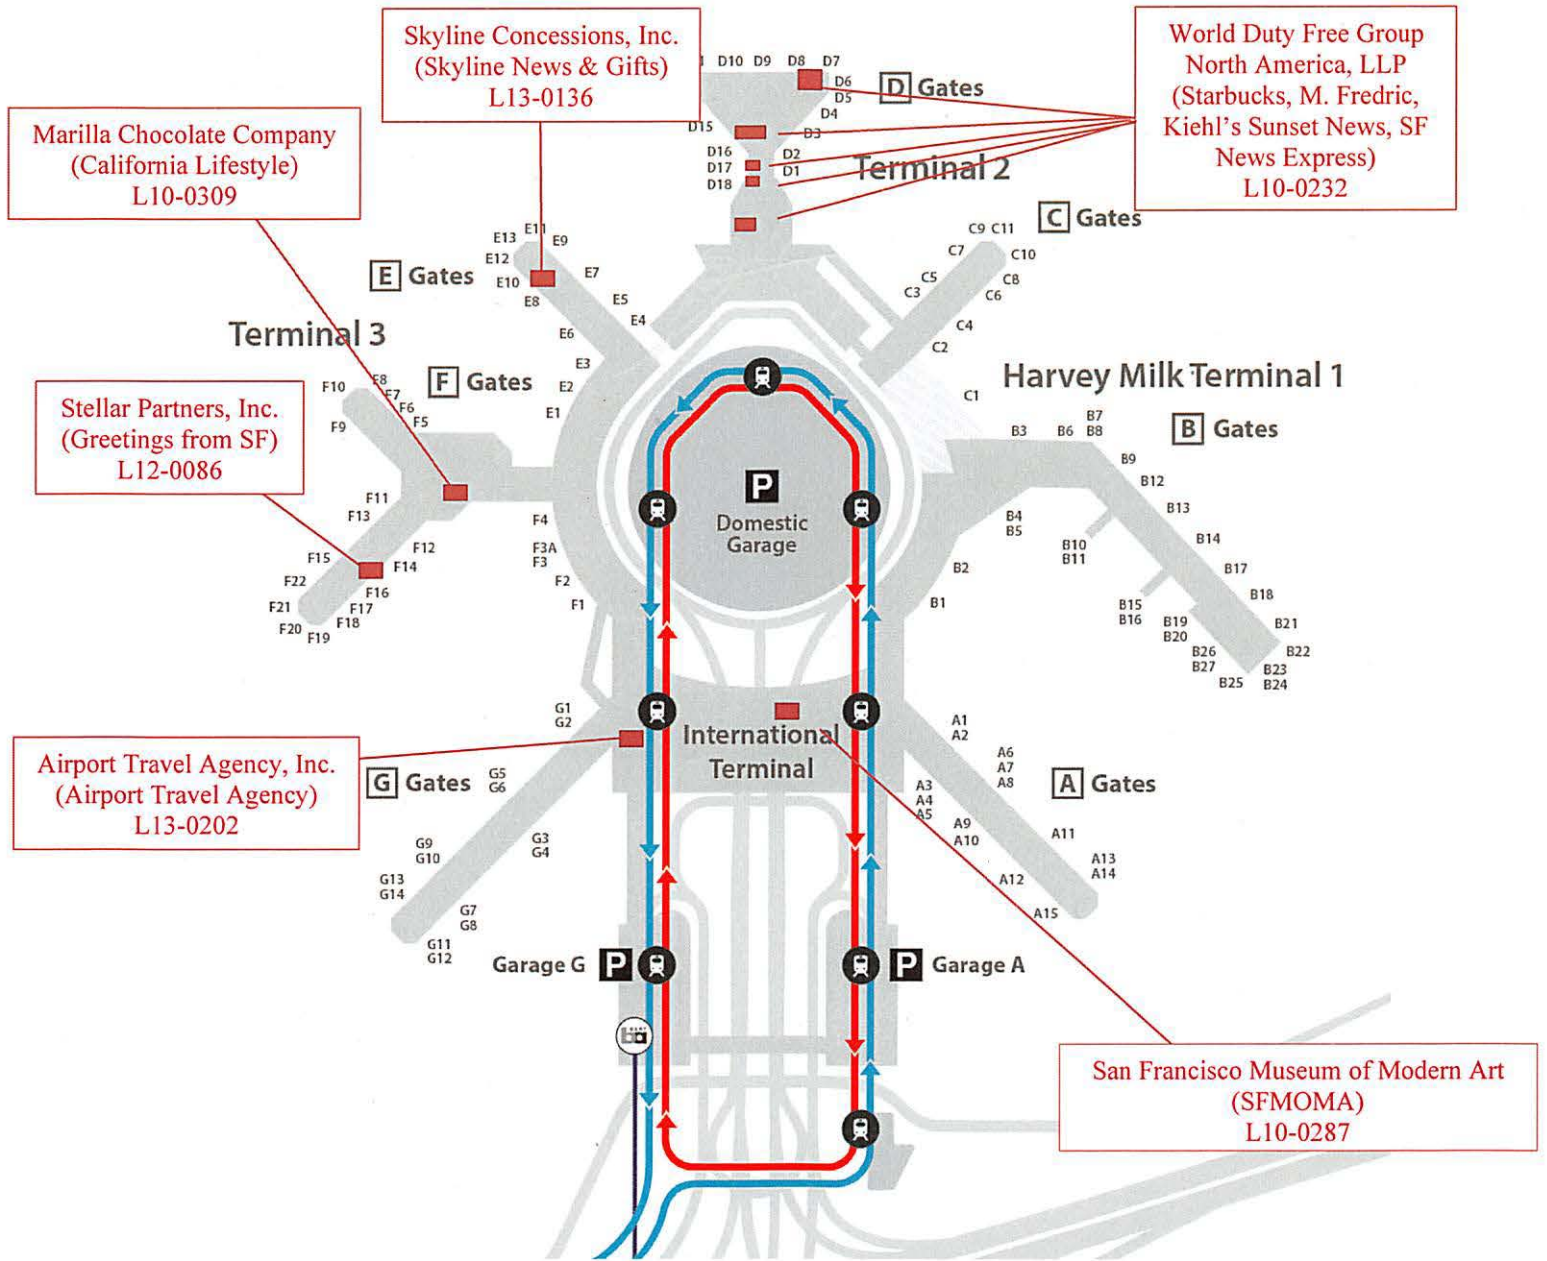 Skyline Concessions, Inc.
(Skyline News & Gifts)
L13-0136
World Duty Free Group
North America, LLP
(Starbucks, M. Fredric,
Kiehl's Sunset News, SF
News Express)
L10-0232
Marilla Chocolate Company
(California Lifestyle)
L10-0309
D10 D9 D8 D7
D6
D5
D4
D3
D15
D16
D17
D18
D2
D1
D Gates
Terminal 2
C Gates
C9 C11
C7
C10
C5
C8
C3
C6
C4
C2
C1
E13
E11
E9
E12
E10
E7
E8
E5
E4
E6
E3
E2
E1
E Gates
Terminal 3
F Gates
F10
F8
F7
F6
F5
F9
Stellar Partners, Inc.
(Greetings from SF)
L12-0086
F11
F13
F12
F15
F14
F22
F16
F21
F17
F20
F18
F19
F4
F3A
F3
F2
F1
Harvey Milk Terminal 1
B Gates
B3
B6
B7
B8
B9
B12
B13
B4
B5
B14
B10
B11
B17
B2
B18
B1
B15
B16
B19
B20
B21
B22
B26
B27
B23
B24
B25
P
Domestic
Garage
G1
G2
International
Terminal
A1
A2
A6
A7
A8
A3
A4
A5
A9
A10
A11
A13
A14
A12
A15
A Gates
Airport Travel Agency, Inc.
(Airport Travel Agency)
L13-0202
G Gates
G5
G6
G3
G4
G9
G10
G13
G14
G7
G8
G11
G12
Garage G P
P Garage A
ba
San Francisco Museum of Modern Art
(SFMOMA)
L10-0287